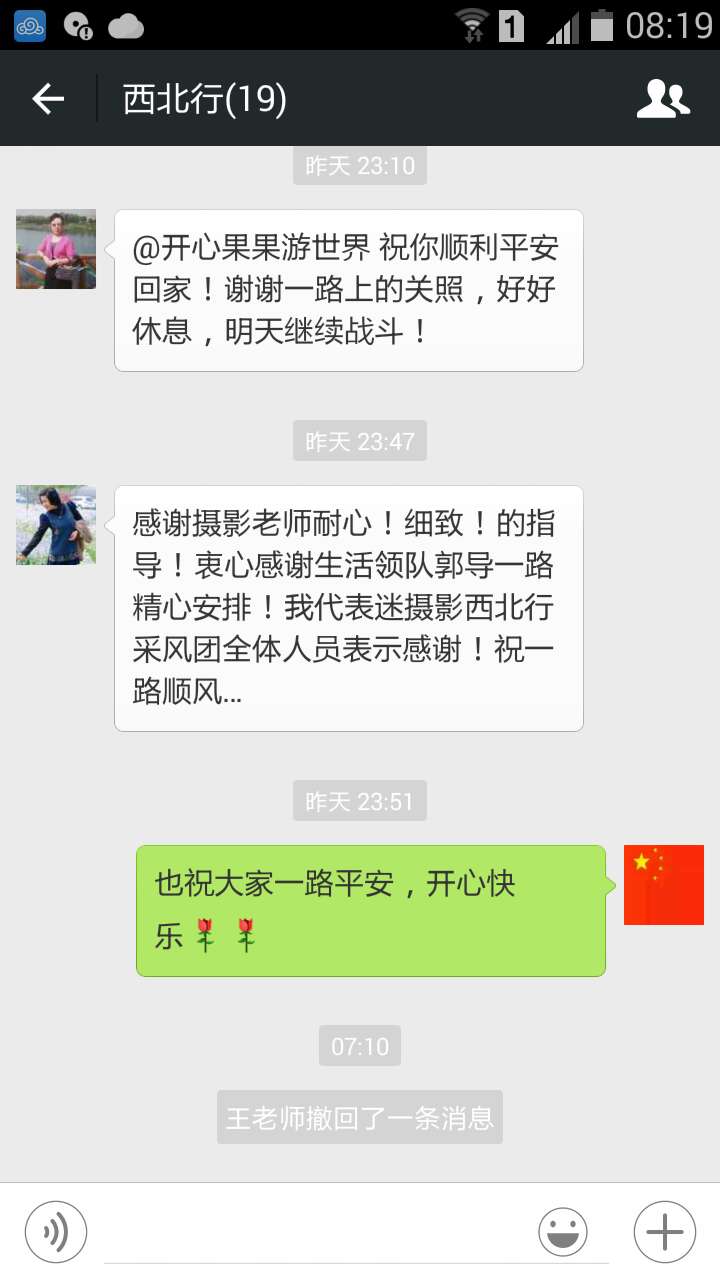 1
08:19
西北行(19)
昨天 23:10
@开心果果游世界 祝你顺利平安
回家！谢谢一路上的关照，好好
休息，明天继续战斗！
昨天 23:47
感谢摄影老师耐心！细致！的指
导！衷心感谢生活领队郭导一路
精心安排！我代表迷摄影西北行
采风团全体人员表示感谢！祝一
路顺风...
昨天 23:51
也祝大家一路平安，开心快
乐🌹 🌹
07:10
王老师撤回了一条消息